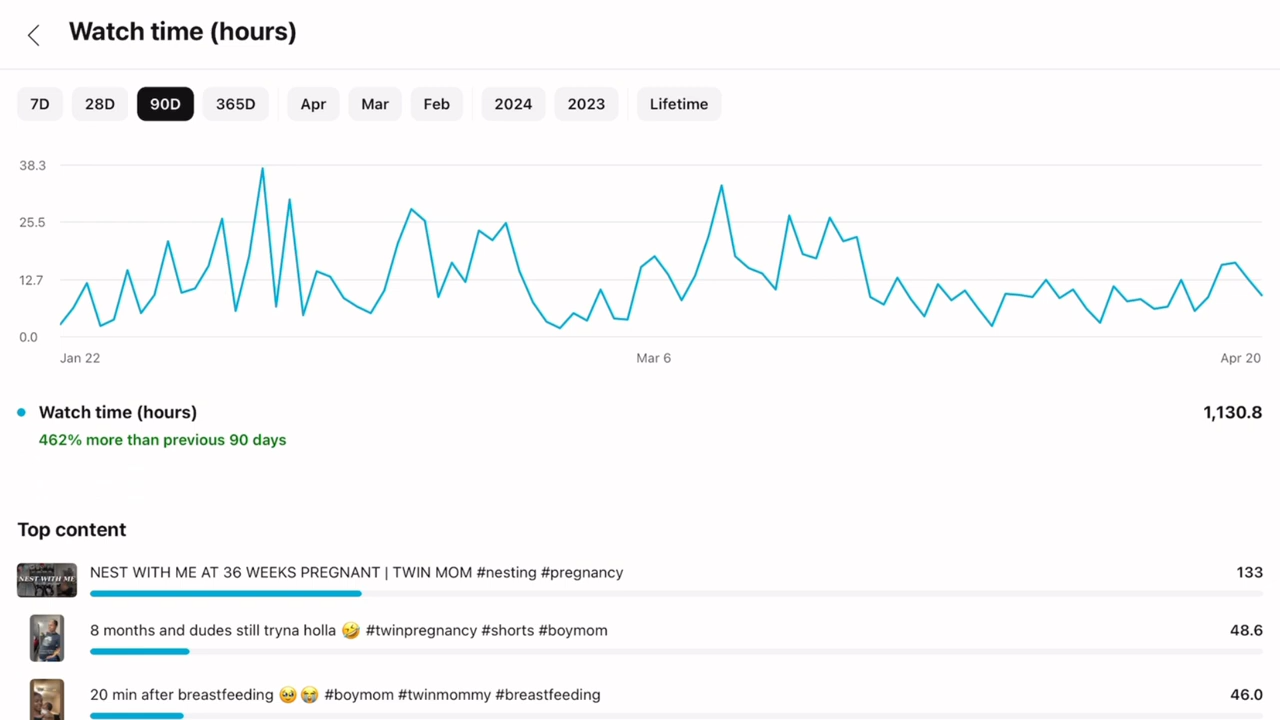 Watch time (hours)
7D 28D 90D 365D Apr Mar Feb 2024 2023 Lifetime
38.3
25.5
12.7
0.0
Jan 22 Mar 6 Apr 20
Watch time (hours) 1,130.8
462% more than previous 90 days
Top content
NEST WITH ME
NEST WITH ME AT 36 WEEKS PREGNANT | TWIN MOM #nesting #pregnancy 133
8 months and dudes still tryna holla 🤣 #twinpregnancy #shorts #boymom 48.6
20 min after breastfeeding 🥹😭 #boymom #twinmommy #breastfeeding 46.0